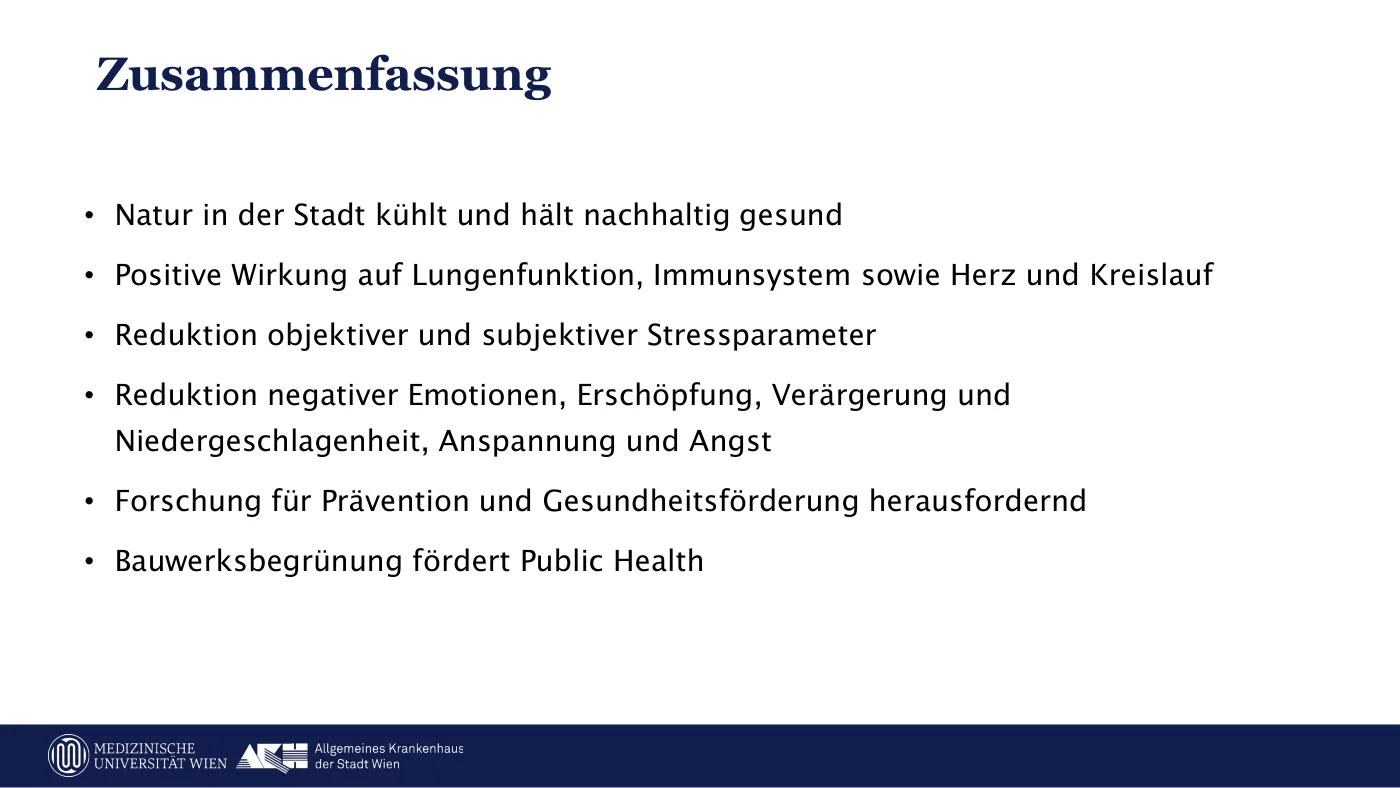 Zusammenfassung
• Natur in der Stadt kühlt und hält nachhaltig gesund
• Positive Wirkung auf Lungenfunktion, Immunsystem sowie Herz und Kreislauf
• Reduktion objektiver und subjektiver Stressparameter
• Reduktion negativer Emotionen, Erschöpfung, Verärgerung und
Niedergeschlagenheit, Anspannung und Angst
• Forschung für Prävention und Gesundheitsförderung herausfordernd
• Bauwerksbegrünung fördert Public Health
MEDIZINISCHE
UNIVERSITÄT WIEN
AKH
Allgemeines Krankenhaus
der Stadt Wien